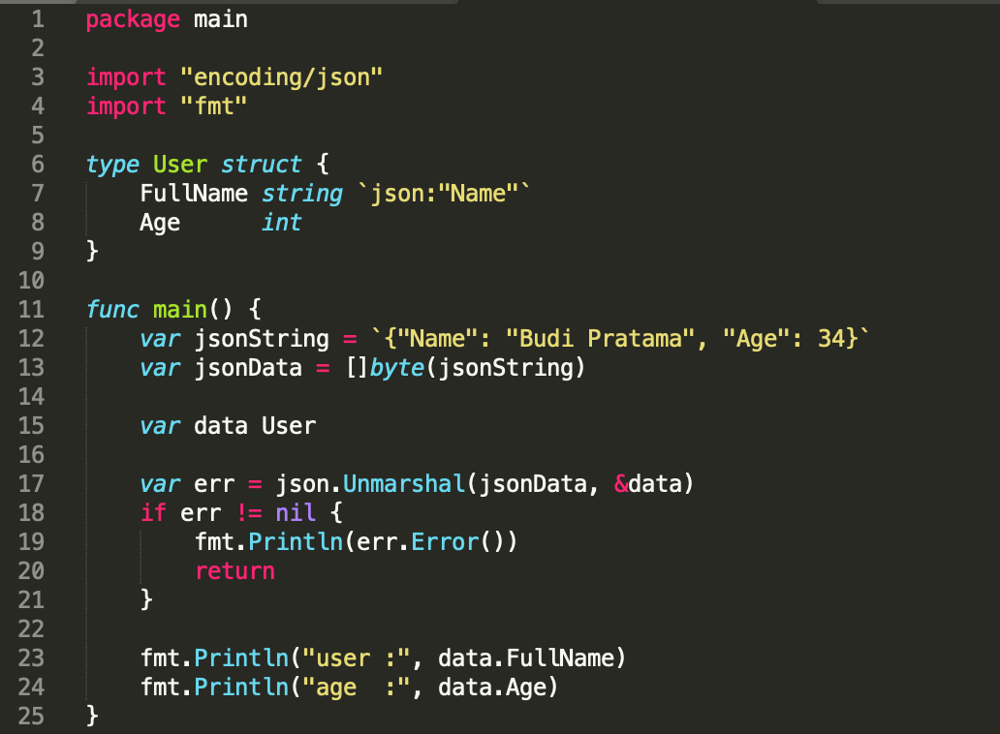 1 package main
2
3 import "encoding/json"
4 import "fmt"
5
6 type User struct {
7     FullName string `json:"Name"`
8     Age      int
9 }
10
11 func main() {
12     var jsonString = `{"Name": "Budi Pratama", "Age": 34}`
13     var jsonData = []byte(jsonString)
14
15     var data User
16
17     var err = json.Unmarshal(jsonData, &data)
18     if err != nil {
19         fmt.Println(err.Error())
20         return
21     }
22
23     fmt.Println("user :", data.FullName)
24     fmt.Println("age  :", data.Age)
25 }